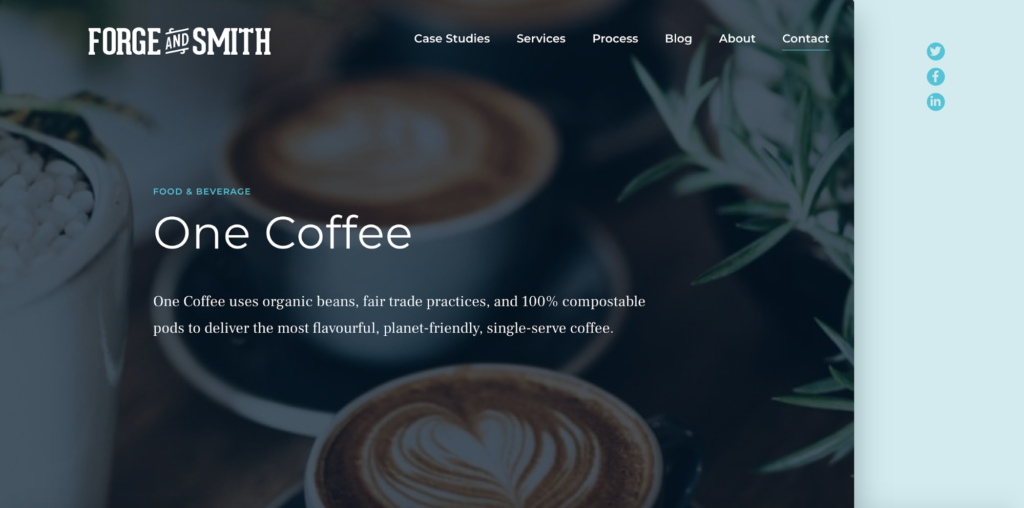 FORGE AND SMITH
Case Studies Services Process Blog About Contact
FOOD & BEVERAGE
One Coffee
One Coffee uses organic beans, fair trade practices, and 100% compostable
pods to deliver the most flavourful, planet-friendly, single-serve coffee.